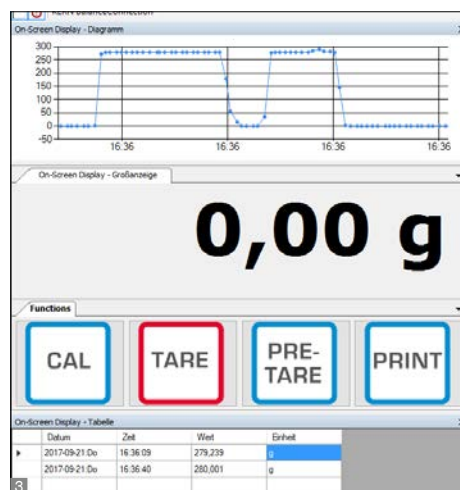 KERN BalanceConnection
On-Screen Display - Diagramm
300
250
200
150
100
50
0
-50
16:36 16:36 16:36 16:36
On-Screen Display - Großanzeige
0,00 g
Functions
CAL TARE PRE-
TARE PRINT
On-Screen Display - Tabelle
Datum Zeit Wert Einheit
2017-09-21:Do 16:36:09 279,239 g
2017-09-21:Do 16:36:40 280,001 g
3